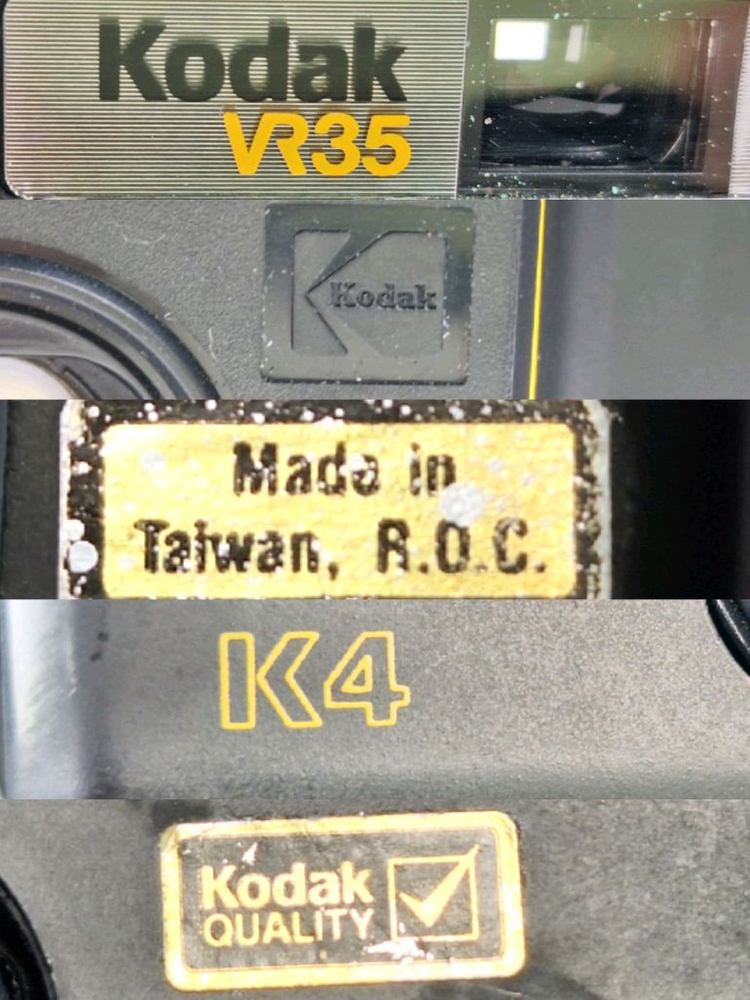 Kodak
VR35
Kodak
Made in
Taiwan, R.O.C.
K4
Kodak
QUALITY